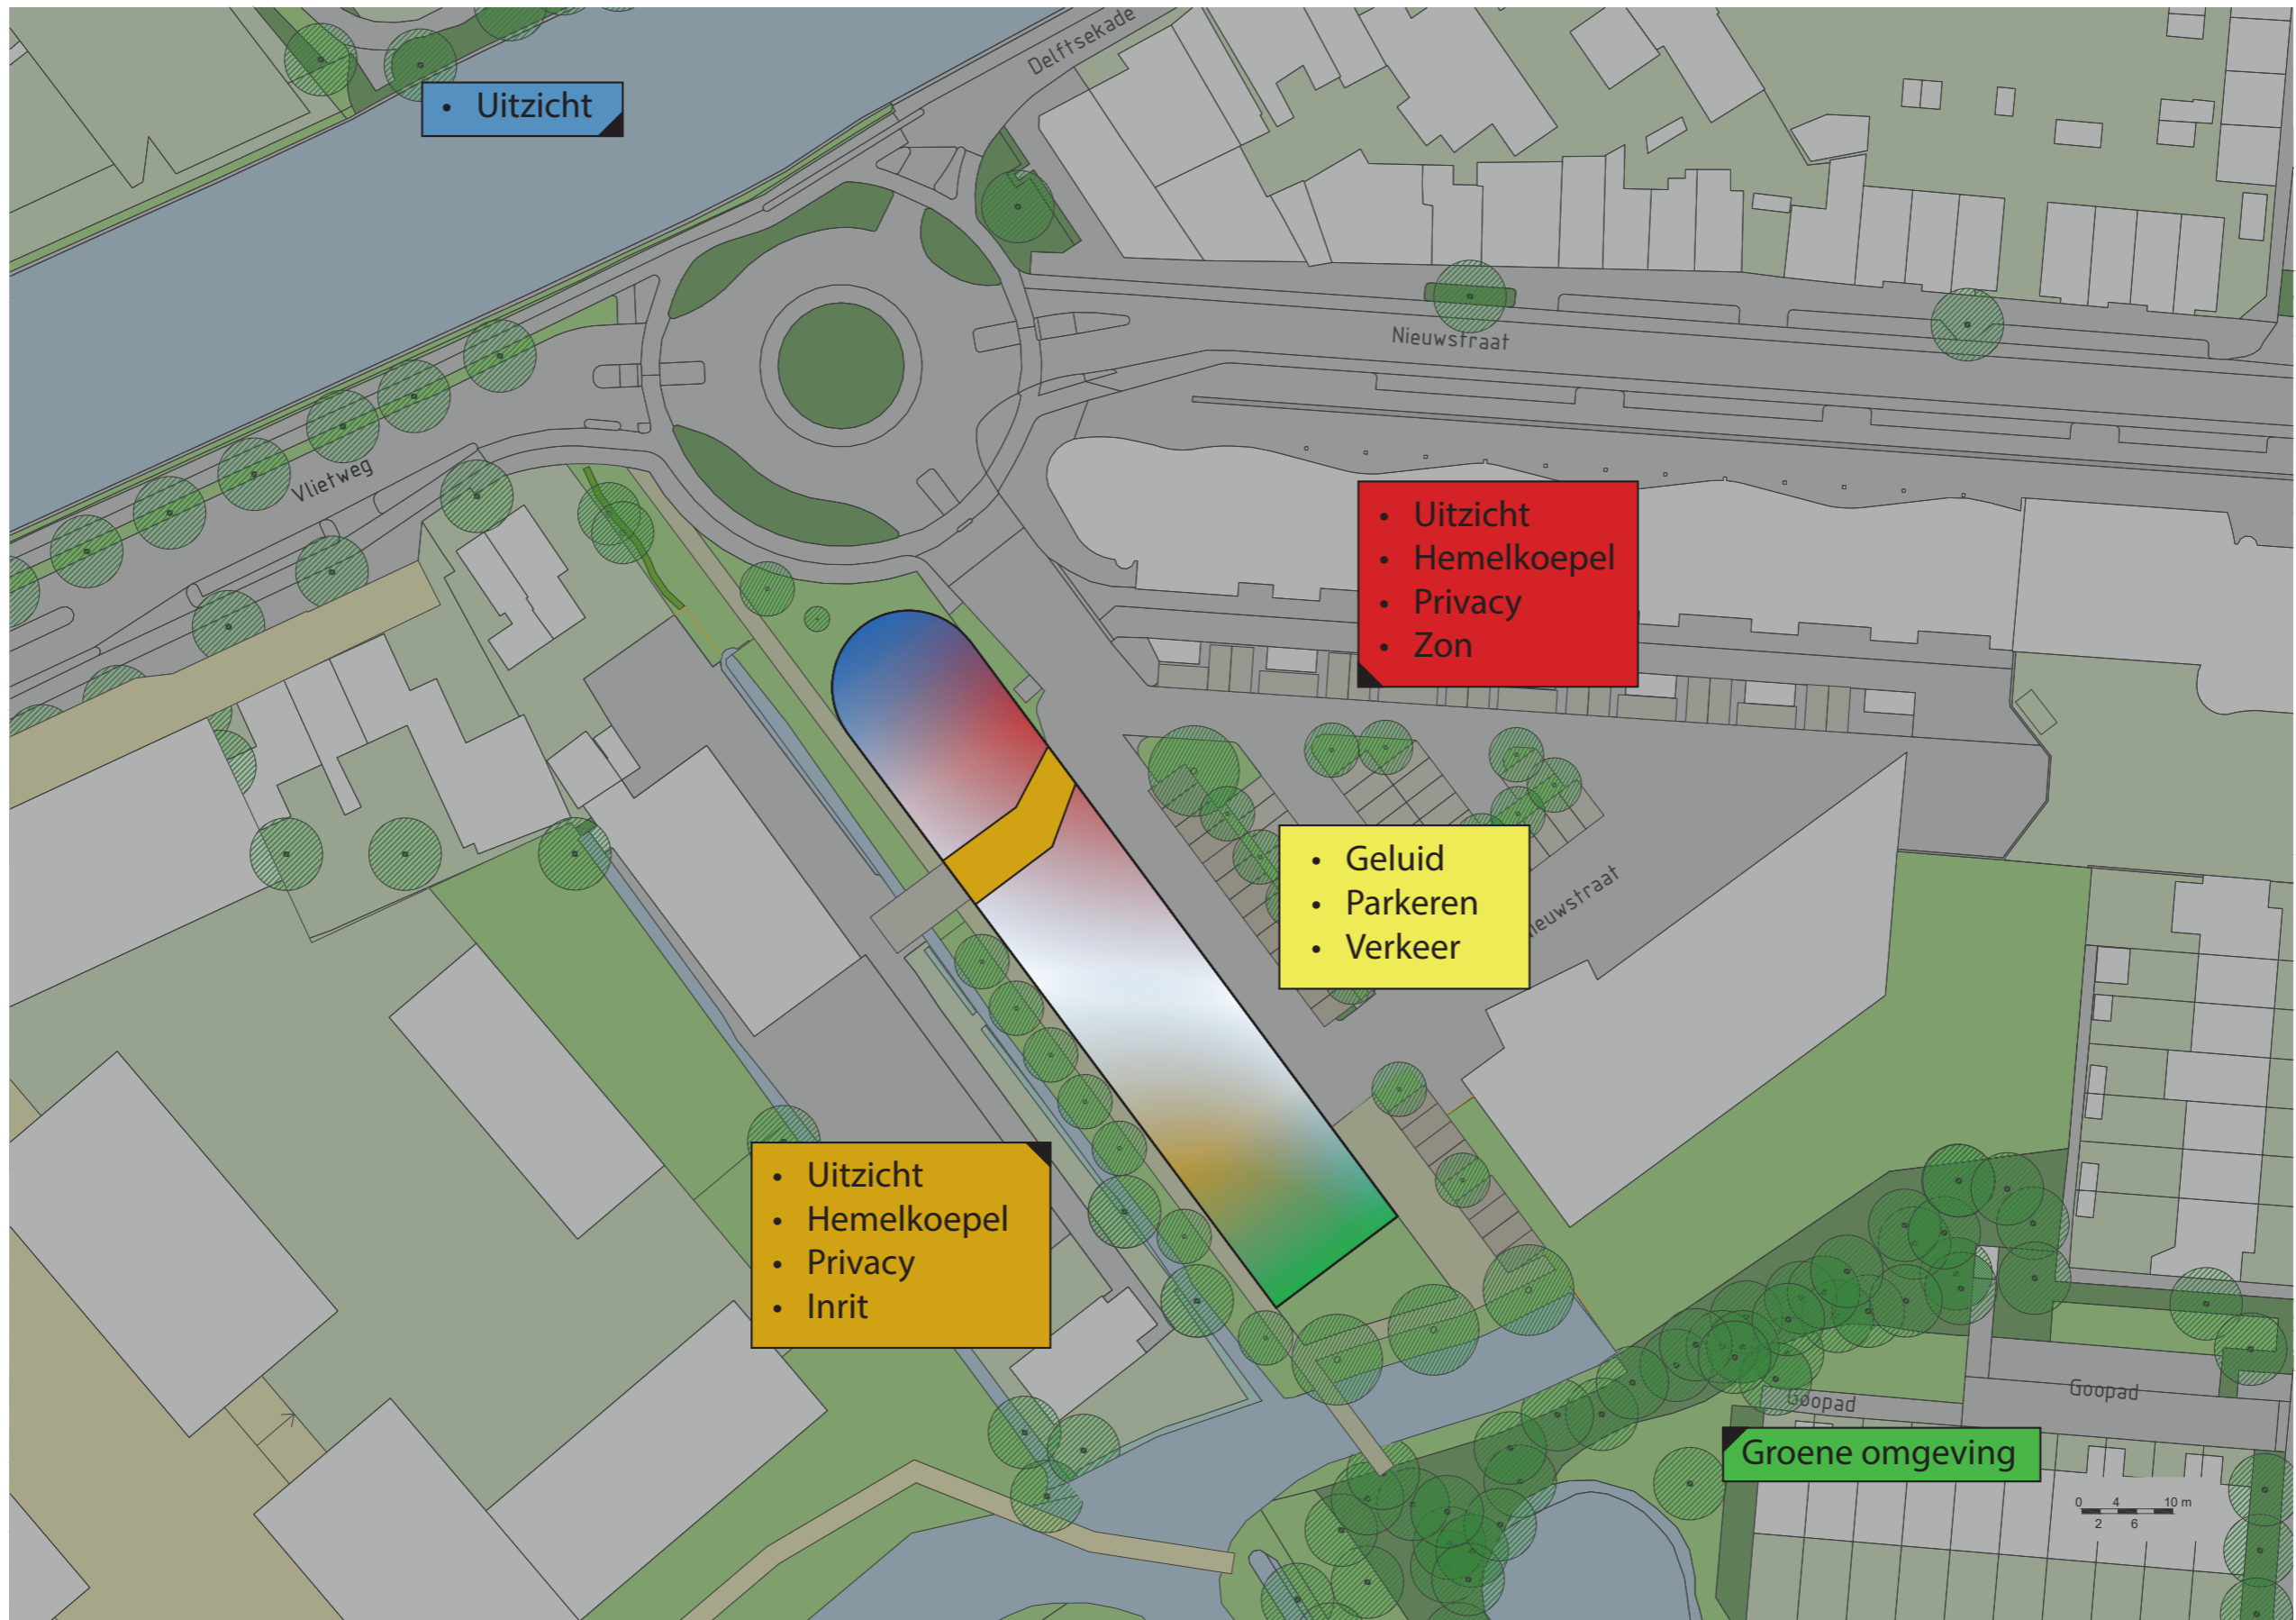 Delftsekade
• Uitzicht
Nieuwstraat
Vlietweg
• Uitzicht
• Hemelkoepel
• Privacy
• Zon
• Geluid
• Parkeren
• Verkeer
ieuwstraat
• Uitzicht
• Hemelkoepel
• Privacy
• Inrit
Goopad
Goopad
Groene omgeving
0 4 10 m
2 6